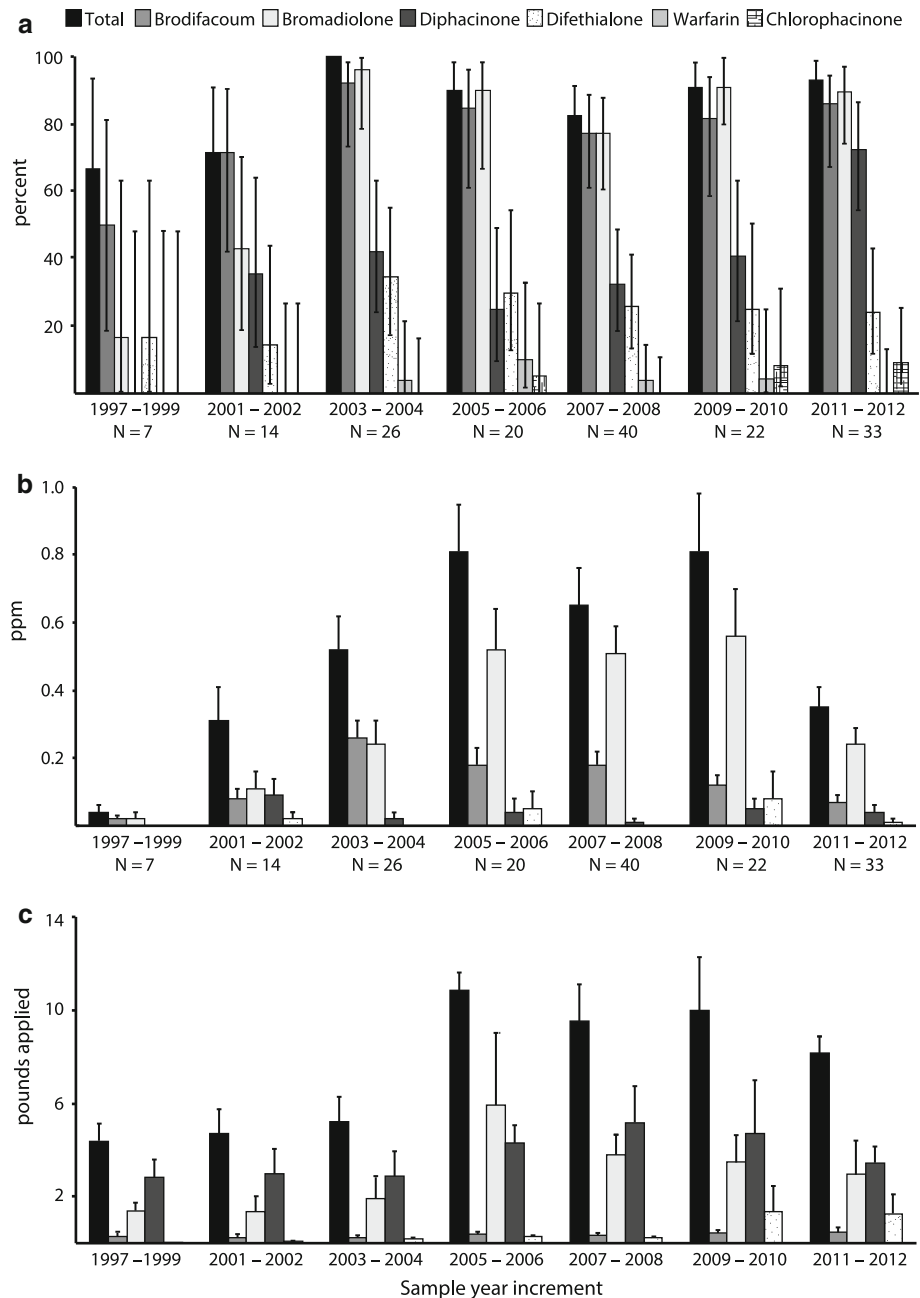 Total Brodifacoum Bromadiolone Diphacinone Difethialone Warfarin Chlorophacinone
a
100
80
60
40
20
percent
1997 – 1999 2001 – 2002 2003 – 2004 2005 – 2006 2007 – 2008 2009 – 2010 2011 – 2012
N = 7 N = 14 N = 26 N = 20 N = 40 N = 22 N = 33
b
1.0
0.8
0.6
0.4
0.2
ppm
1997 – 1999 2001 – 2002 2003 – 2004 2005 – 2006 2007 – 2008 2009 – 2010 2011 – 2012
N = 7 N = 14 N = 26 N = 20 N = 40 N = 22 N = 33
c
14
10
6
2
pounds applied
1997 – 1999 2001 – 2002 2003 – 2004 2005 – 2006 2007 – 2008 2009 – 2010 2011 – 2012
Sample year increment